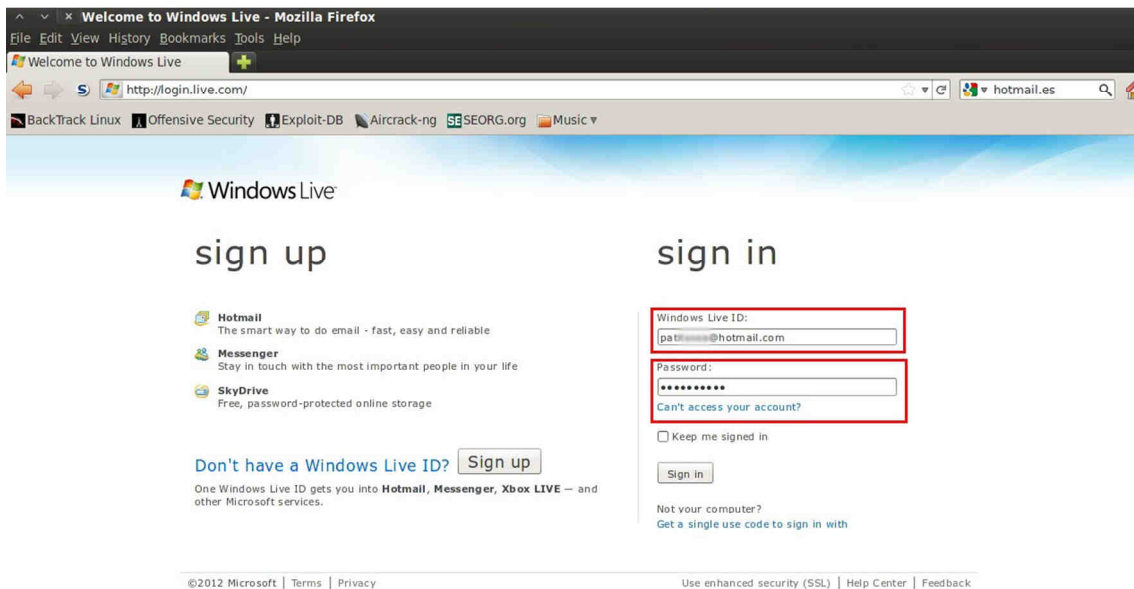 Welcome to Windows Live - Mozilla Firefox
File Edit View History Bookmarks Tools Help
Welcome to Windows Live
http://login.live.com/
hotmail.es
BackTrack Linux Offensive Security Exploit-DB Aircrack-ng SE SEORG.org Music
Windows Live
sign up
Hotmail
The smart way to do email - fast, easy and reliable
Messenger
Stay in touch with the most important people in your life
SkyDrive
Free, password-protected online storage
Don't have a Windows Live ID? Sign up
One Windows Live ID gets you into Hotmail, Messenger, Xbox LIVE — and
other Microsoft services.
sign in
Windows Live ID:
@hotmail.com
Password:
••••••••••
Can't access your account?
Keep me signed in
Sign in
Not your computer?
Get a single use code to sign in with
©2012 Microsoft | Terms | Privacy
Use enhanced security (SSL) | Help Center | Feedback